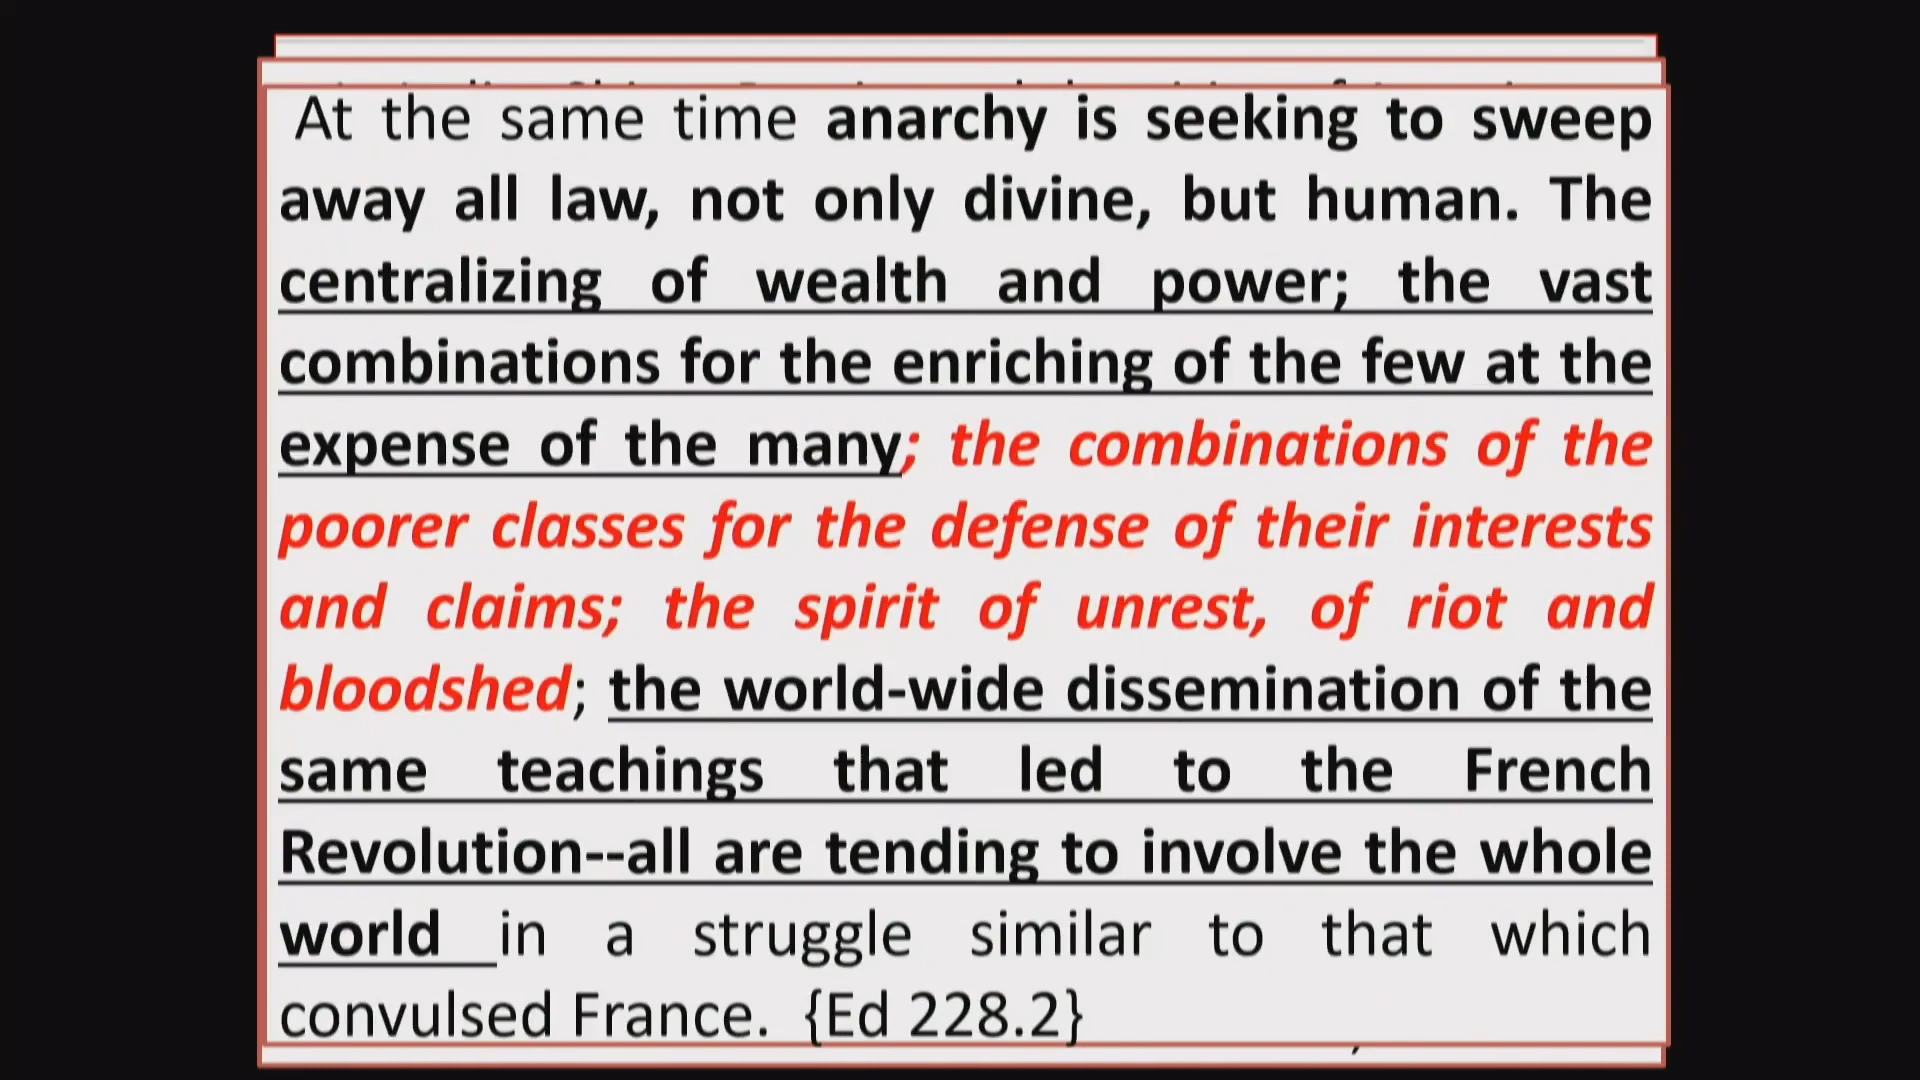 At the same time anarchy is seeking to sweep
away all law, not only divine, but human. The
centralizing of wealth and power; the vast
combinations for the enriching of the few at the
expense of the many; the combinations of the
poorer classes for the defense of their interests
and claims; the spirit of unrest, of riot and
bloodshed; the world-wide dissemination of the
same teachings that led to the French
Revolution--all are tending to involve the whole
world in a struggle similar to that which
convulsed France. {Ed 228.2}